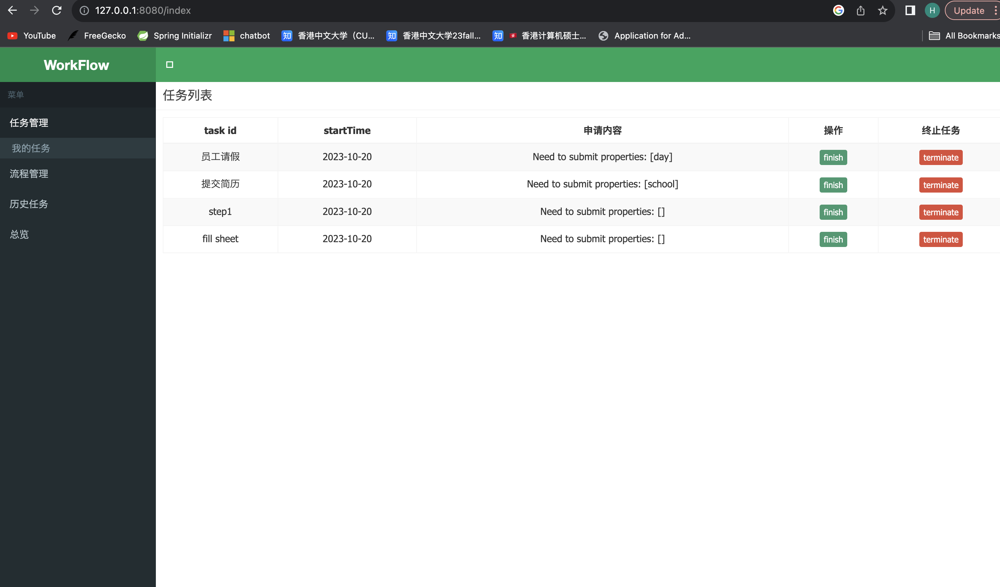 127.0.0.1:8080/index
H
Update
YouTube
FreeGecko
Spring Initializr
chatbot
知 香港中文大学（CU...
知 香港中文大学23fall...
知 香港计算机硕士...
Application for Ad...
All Bookmarks
WorkFlow
菜单
任务管理
我的任务
流程管理
历史任务
总览
任务列表
task id startTime 申请内容 操作 终止任务
员工请假 2023-10-20 Need to submit properties: [day] finish terminate
提交简历 2023-10-20 Need to submit properties: [school] finish terminate
step1 2023-10-20 Need to submit properties: [] finish terminate
fill sheet 2023-10-20 Need to submit properties: [] finish terminate